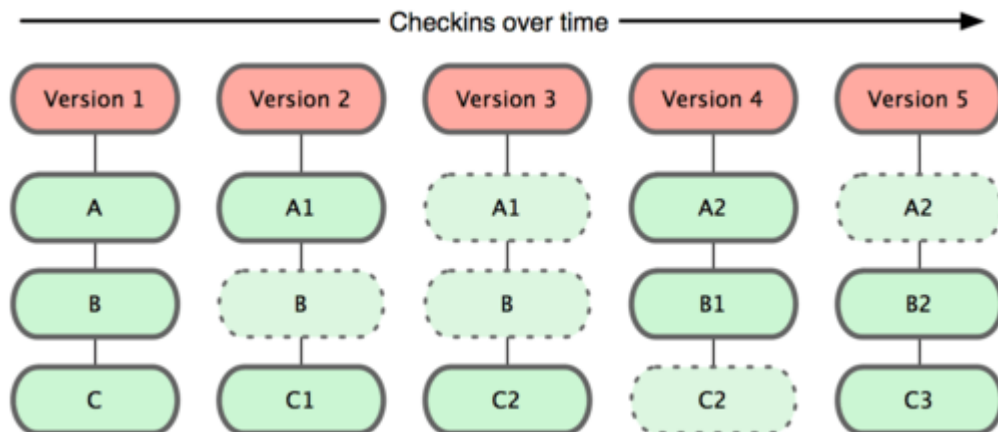 Checkins over time
Version 1 Version 2 Version 3 Version 4 Version 5
A A1 A1 A2 A2
B B B B1 B2
C C1 C2 C2 C3